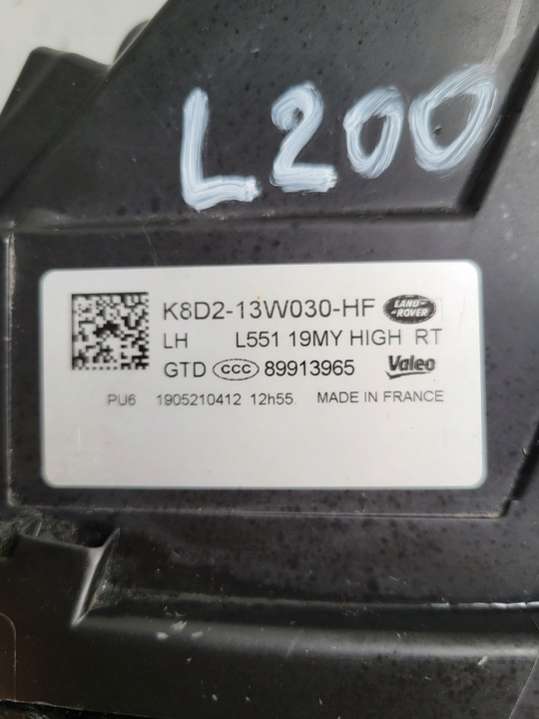 L200
K8D2-13W030-HF LAND-ROVER
LH L551 19MY HIGH RT
GTD CCC 89913965 Valeo
PU6 1905210412 12h55 MADE IN FRANCE